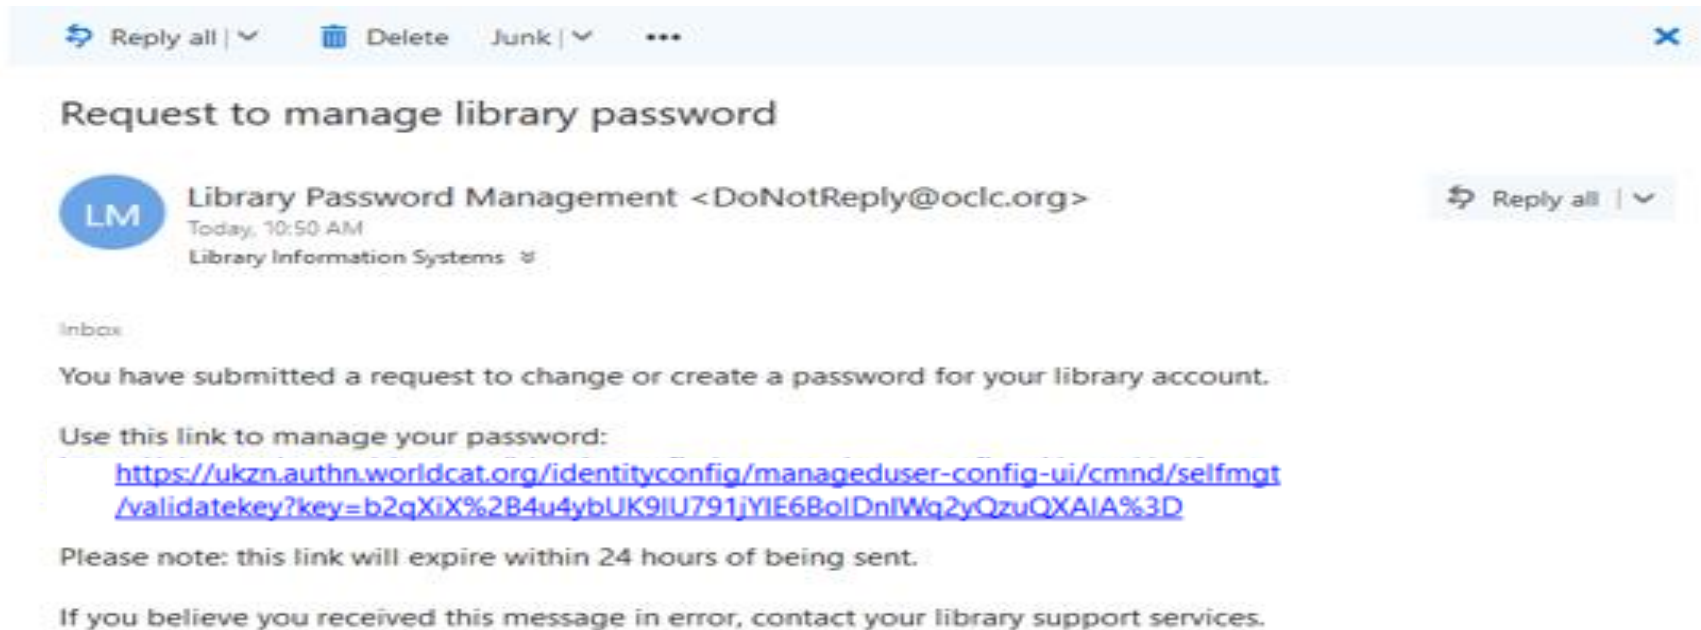 Reply all | Delete Junk | •••
Request to manage library password
LM
Library Password Management <DoNotReply@oclc.org>
Reply all |
Today, 10:50 AM
Library Information Systems
Inbox
You have submitted a request to change or create a password for your library account.
Use this link to manage your password:
https://ukzn.authn.worldcat.org/identityconfig/manageduser-config-ui/cmnd/selfmgt
/validatekey?key=b2qXiX%2B4u4ybUK9IU791jYIE6BolDnIWq2yQzuQXAIA%3D
Please note: this link will expire within 24 hours of being sent.
If you believe you received this message in error, contact your library support services.